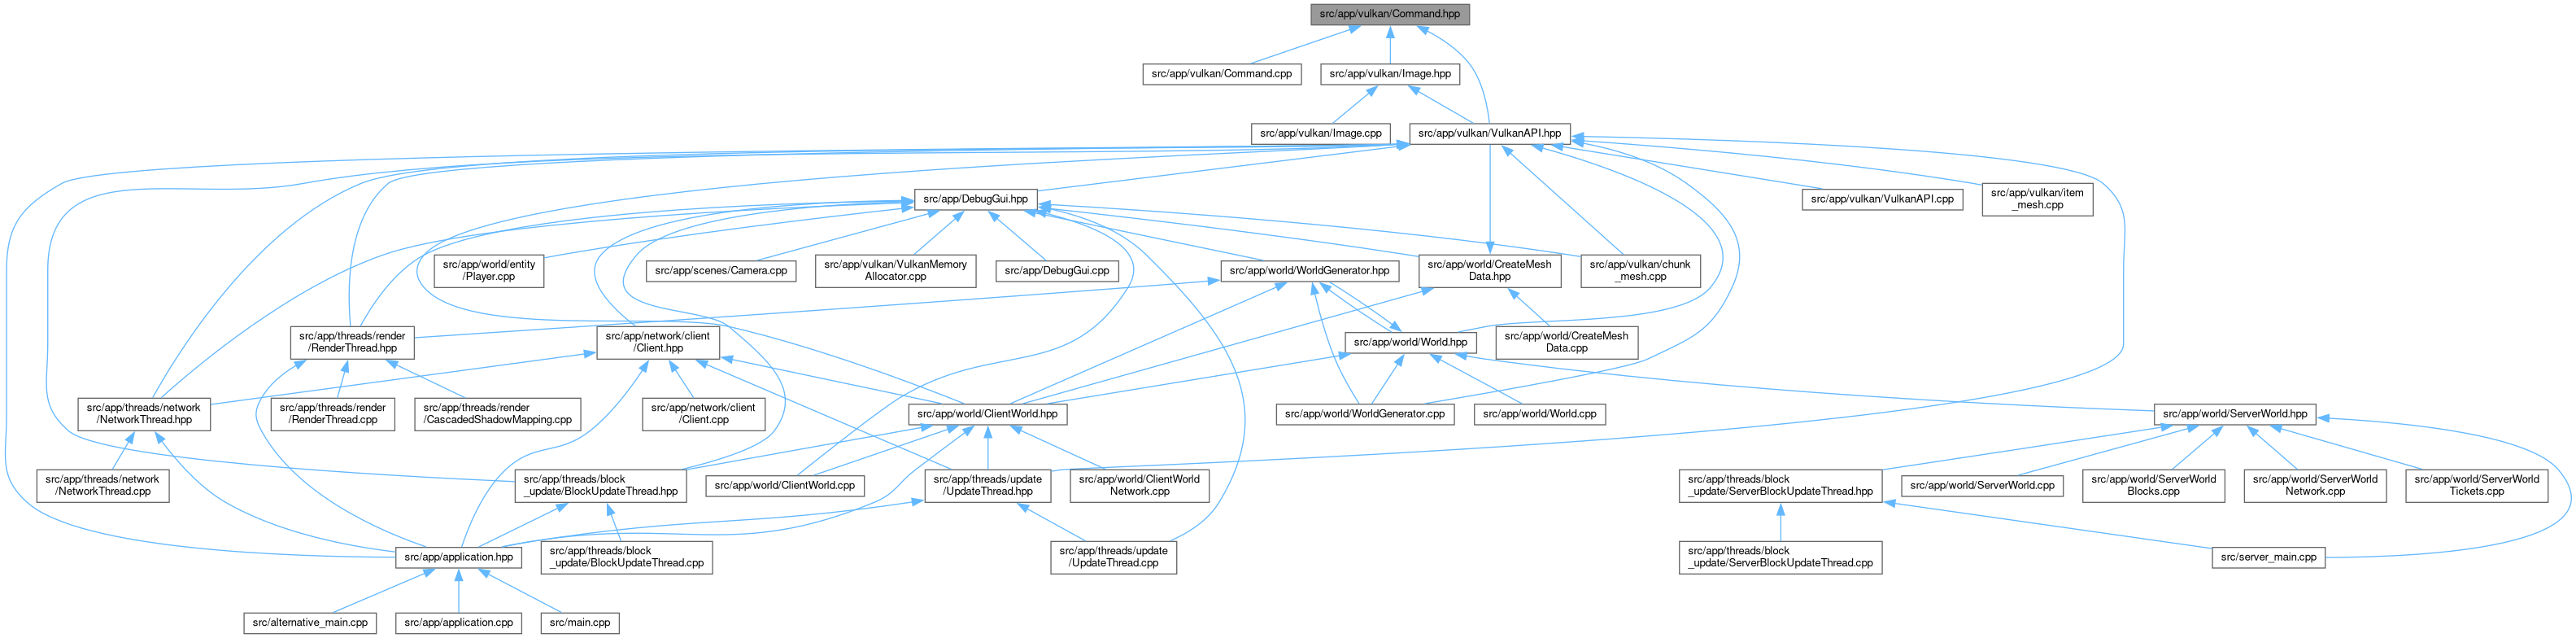 src/app/vulkan/Command.hpp
src/app/vulkan/Command.cpp
src/app/vulkan/Image.hpp
src/app/vulkan/Image.cpp
src/app/vulkan/VulkanAPI.hpp
src/app/DebugGui.hpp
src/app/vulkan/VulkanAPI.cpp
src/app/vulkan/item
_mesh.cpp
src/app/world/entity
/Player.cpp
src/app/scenes/Camera.cpp
src/app/vulkan/VulkanMemory
Allocator.cpp
src/app/DebugGui.cpp
src/app/world/WorldGenerator.hpp
src/app/world/CreateMesh
Data.hpp
src/app/vulkan/chunk
_mesh.cpp
src/app/threads/render
/RenderThread.hpp
src/app/network/client
/Client.hpp
src/app/world/World.hpp
src/app/world/CreateMesh
Data.cpp
src/app/threads/network
/NetworkThread.hpp
src/app/threads/render
/RenderThread.cpp
src/app/threads/render
/CascadedShadowMapping.cpp
src/app/network/client
/Client.cpp
src/app/world/ClientWorld.hpp
src/app/world/WorldGenerator.cpp
src/app/world/World.cpp
src/app/world/ServerWorld.hpp
src/app/threads/network
/NetworkThread.cpp
src/app/threads/block
_update/BlockUpdateThread.hpp
src/app/world/ClientWorld.cpp
src/app/threads/update
/UpdateThread.hpp
src/app/world/ClientWorld
Network.cpp
src/app/threads/block
_update/ServerBlockUpdateThread.hpp
src/app/world/ServerWorld.cpp
src/app/world/ServerWorld
Blocks.cpp
src/app/world/ServerWorld
Network.cpp
src/app/world/ServerWorld
Tickets.cpp
src/app/application.hpp
src/app/threads/block
_update/BlockUpdateThread.cpp
src/app/threads/update
/UpdateThread.cpp
src/app/threads/block
_update/ServerBlockUpdateThread.cpp
src/server_main.cpp
src/alternative_main.cpp
src/app/application.cpp
src/main.cpp